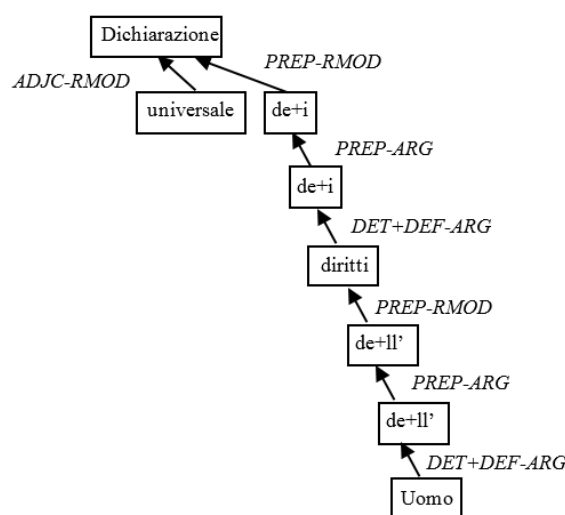 Dichiarazione
PREP-RMOD
ADJC-RMOD
universale
de+i
PREP-ARG
de+i
DET+DEF-ARG
diritti
PREP-RMOD
de+ll’
PREP-ARG
de+ll’
DET+DEF-ARG
Uomo